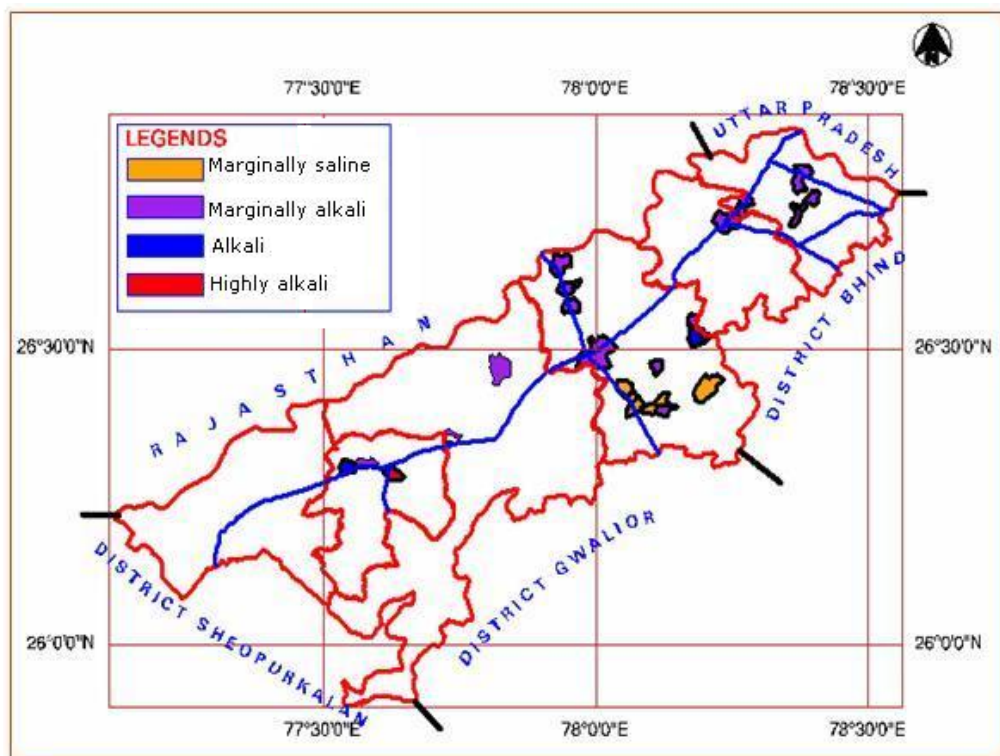 N
77°30'0"E 78°0'0"E 78°30'0"E
UTTAR PRADESH
LEGENDS
Marginally saline
Marginally alkali
Alkali
Highly alkali
DISTRICT BHIND
26°30'0"N 26°30'0"N
RAJASTHAN
DISTRICT GWALIOR
DISTRICT SHEOPURKALAN
26°0'0"N 26°0'0"N
77°30'0"E 78°0'0"E 78°30'0"E